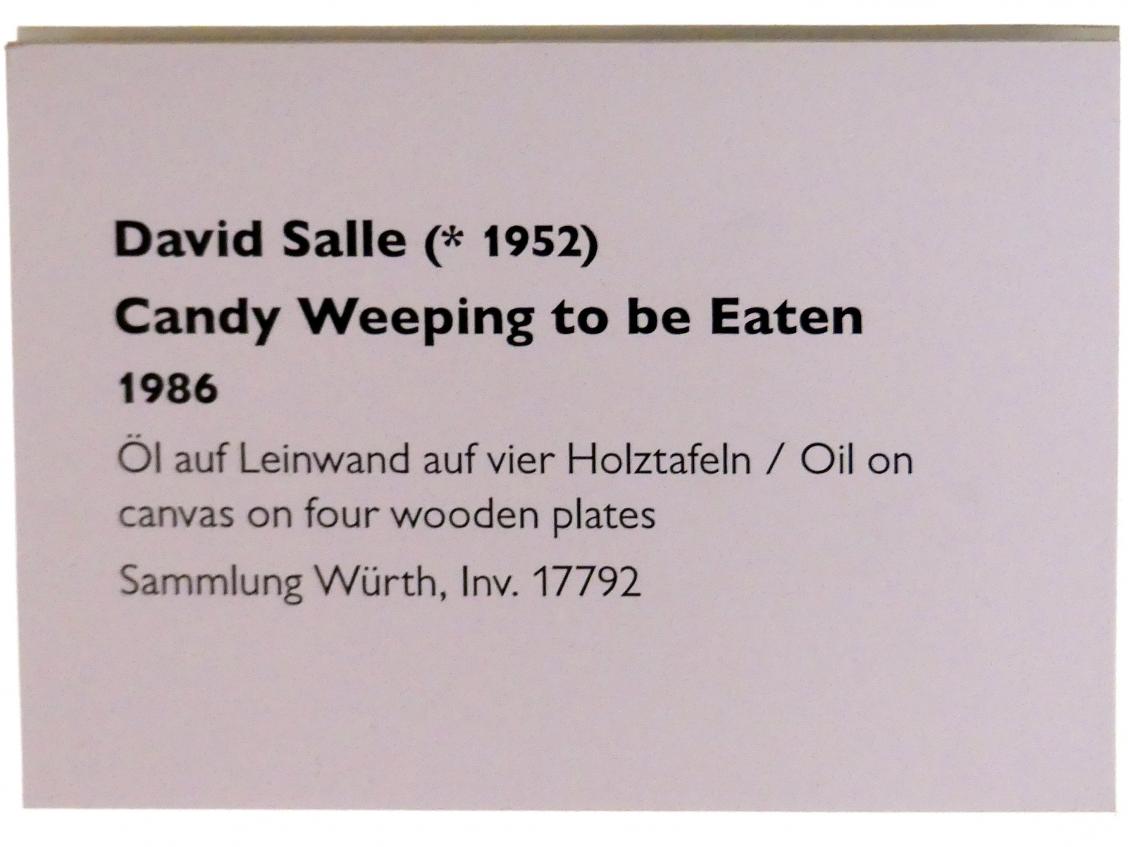 David Salle (* 1952)
Candy Weeping to be Eaten
1986
Öl auf Leinwand auf vier Holztafeln / Oil on
canvas on four wooden plates
Sammlung Würth, Inv. 17792